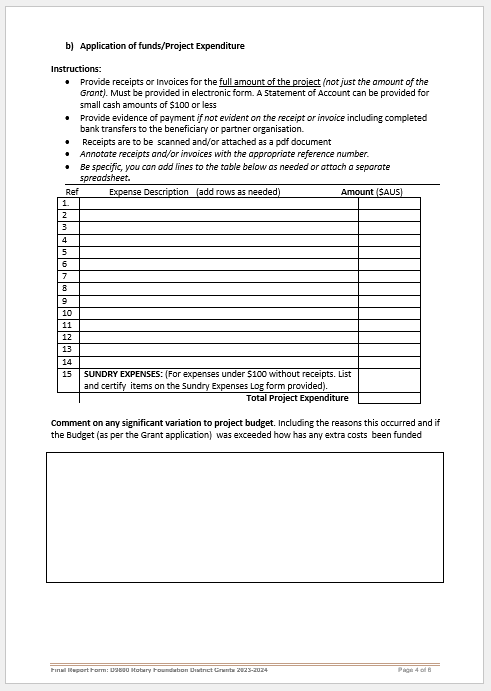 b) Application of funds/Project Expenditure
Instructions:
• Provide receipts or Invoices for the full amount of the project (not just the amount of the
Grant). Must be provided in electronic form. A Statement of Account can be provided for
small cash amounts of $100 or less
• Provide evidence of payment if not evident on the receipt or invoice including completed
bank transfers to the beneficiary or partner organisation.
• Receipts are to be scanned and/or attached as a pdf document
• Annotate receipts and/or invoices with the appropriate reference number.
• Be specific, you can add lines to the table below as needed or attach a separate
spreadsheet.
Ref Expense Description (add rows as needed) Amount ($AUS)
1.
2
3
4
5
6
7
8
9
10
11
12
13
14
15 SUNDRY EXPENSES: (For expenses under $100 without receipts. List
and certify items on the Sundry Expenses Log form provided).
Total Project Expenditure
Comment on any significant variation to project budget. Including the reasons this occurred and if
the Budget (as per the Grant application) was exceeded how has any extra costs been funded
Final Report Form: D9800 Rotary Foundation District Grants 2023-2024 Page 4 of 6